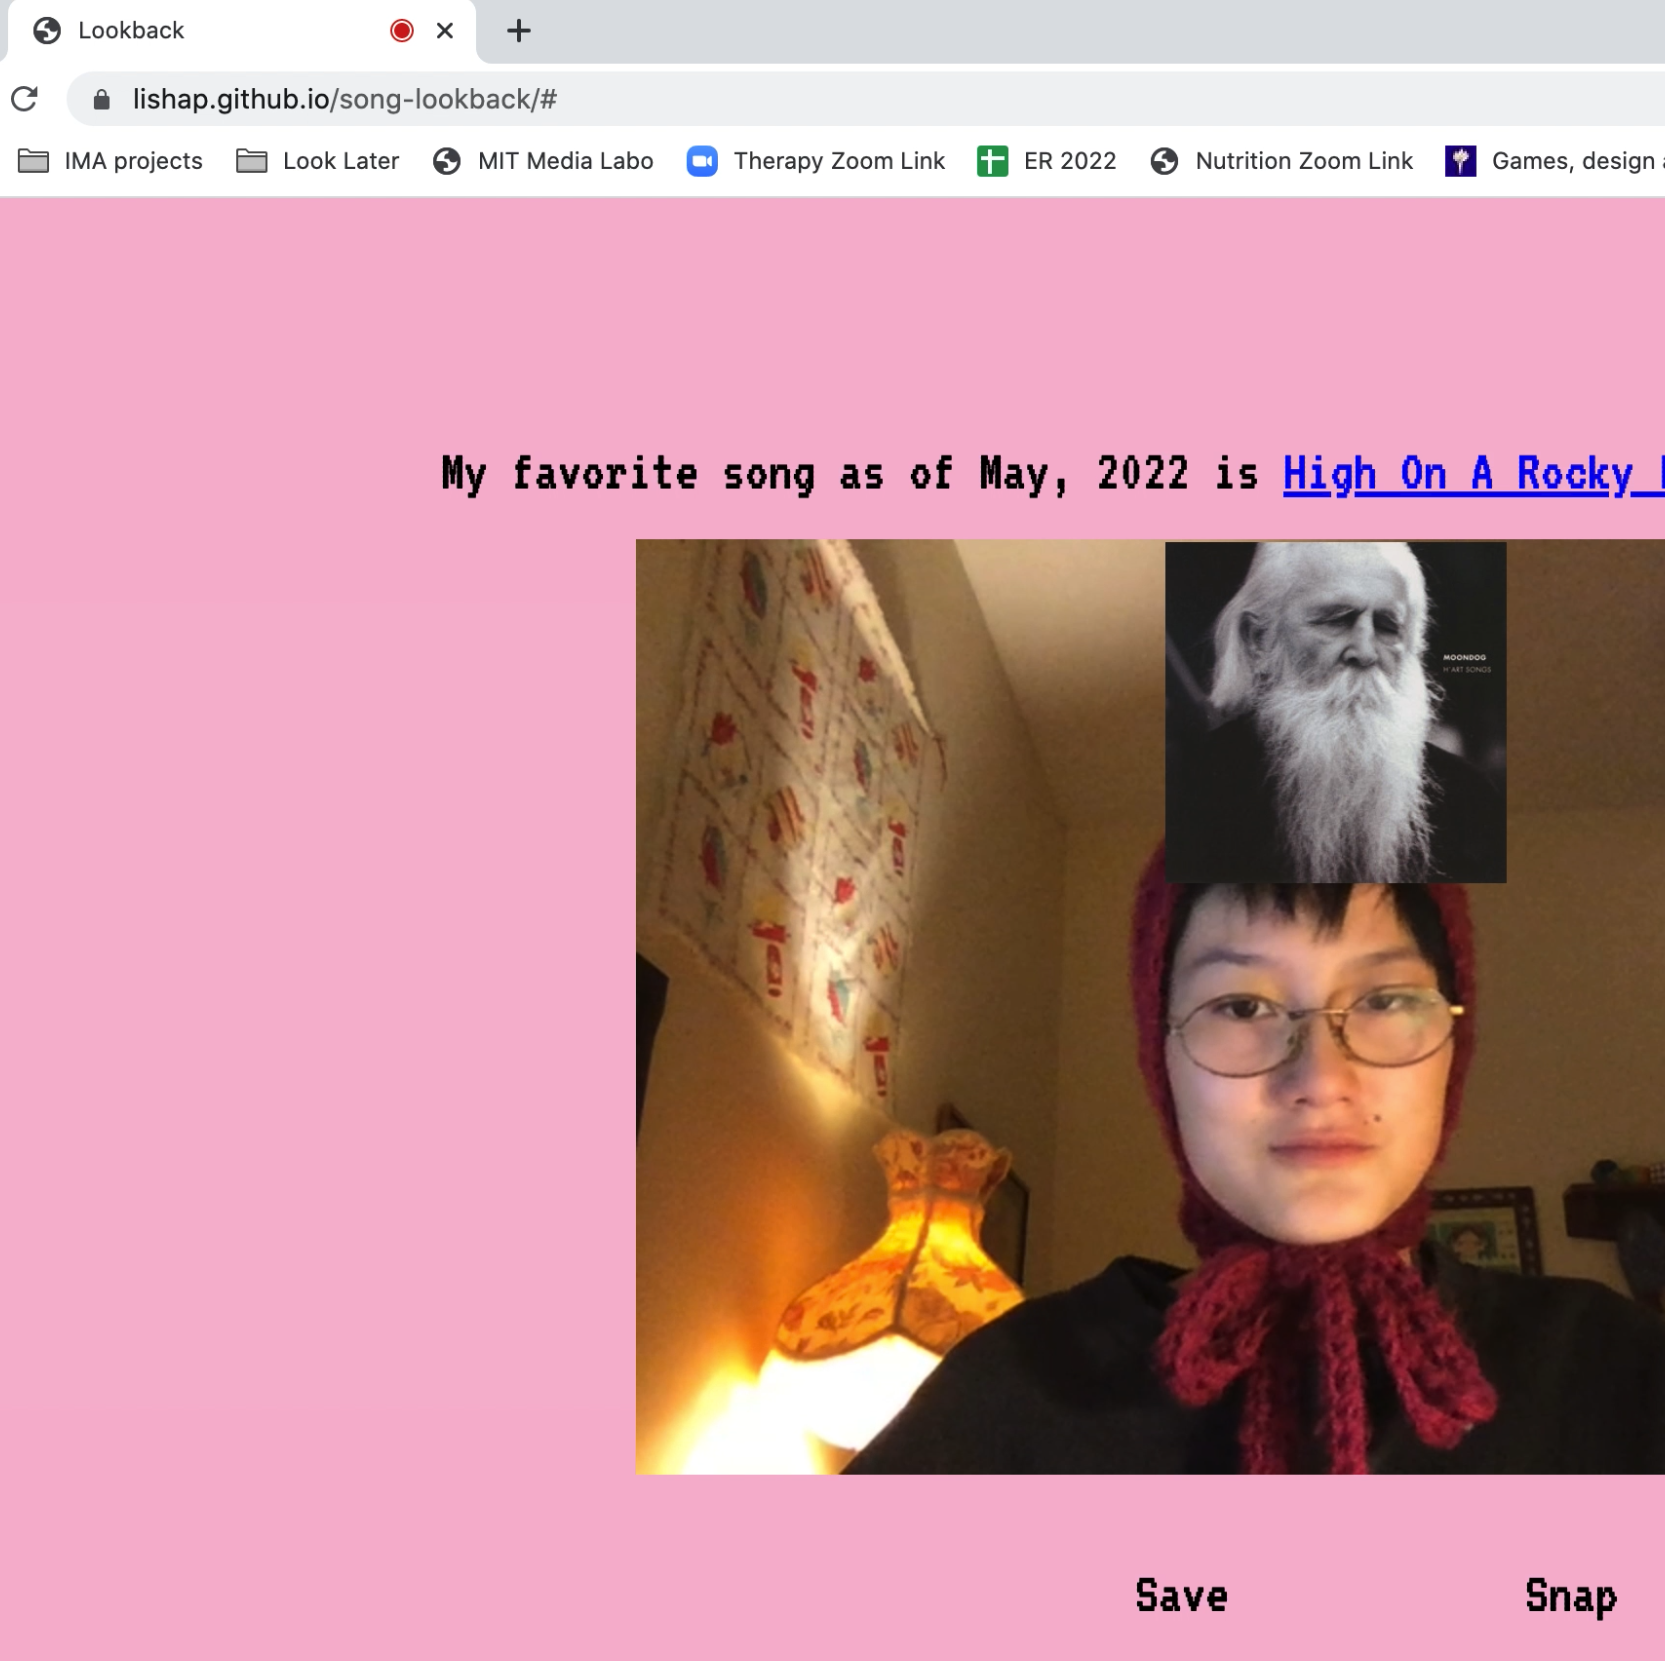 Lookback
lishap.github.io/song-lookback/#
IMA projects Look Later MIT Media Labo Therapy Zoom Link ER 2022 Nutrition Zoom Link Games, design
My favorite song as of May, 2022 is High On A Rocky
MOONDOG
H'ART SONGS
Save Snap